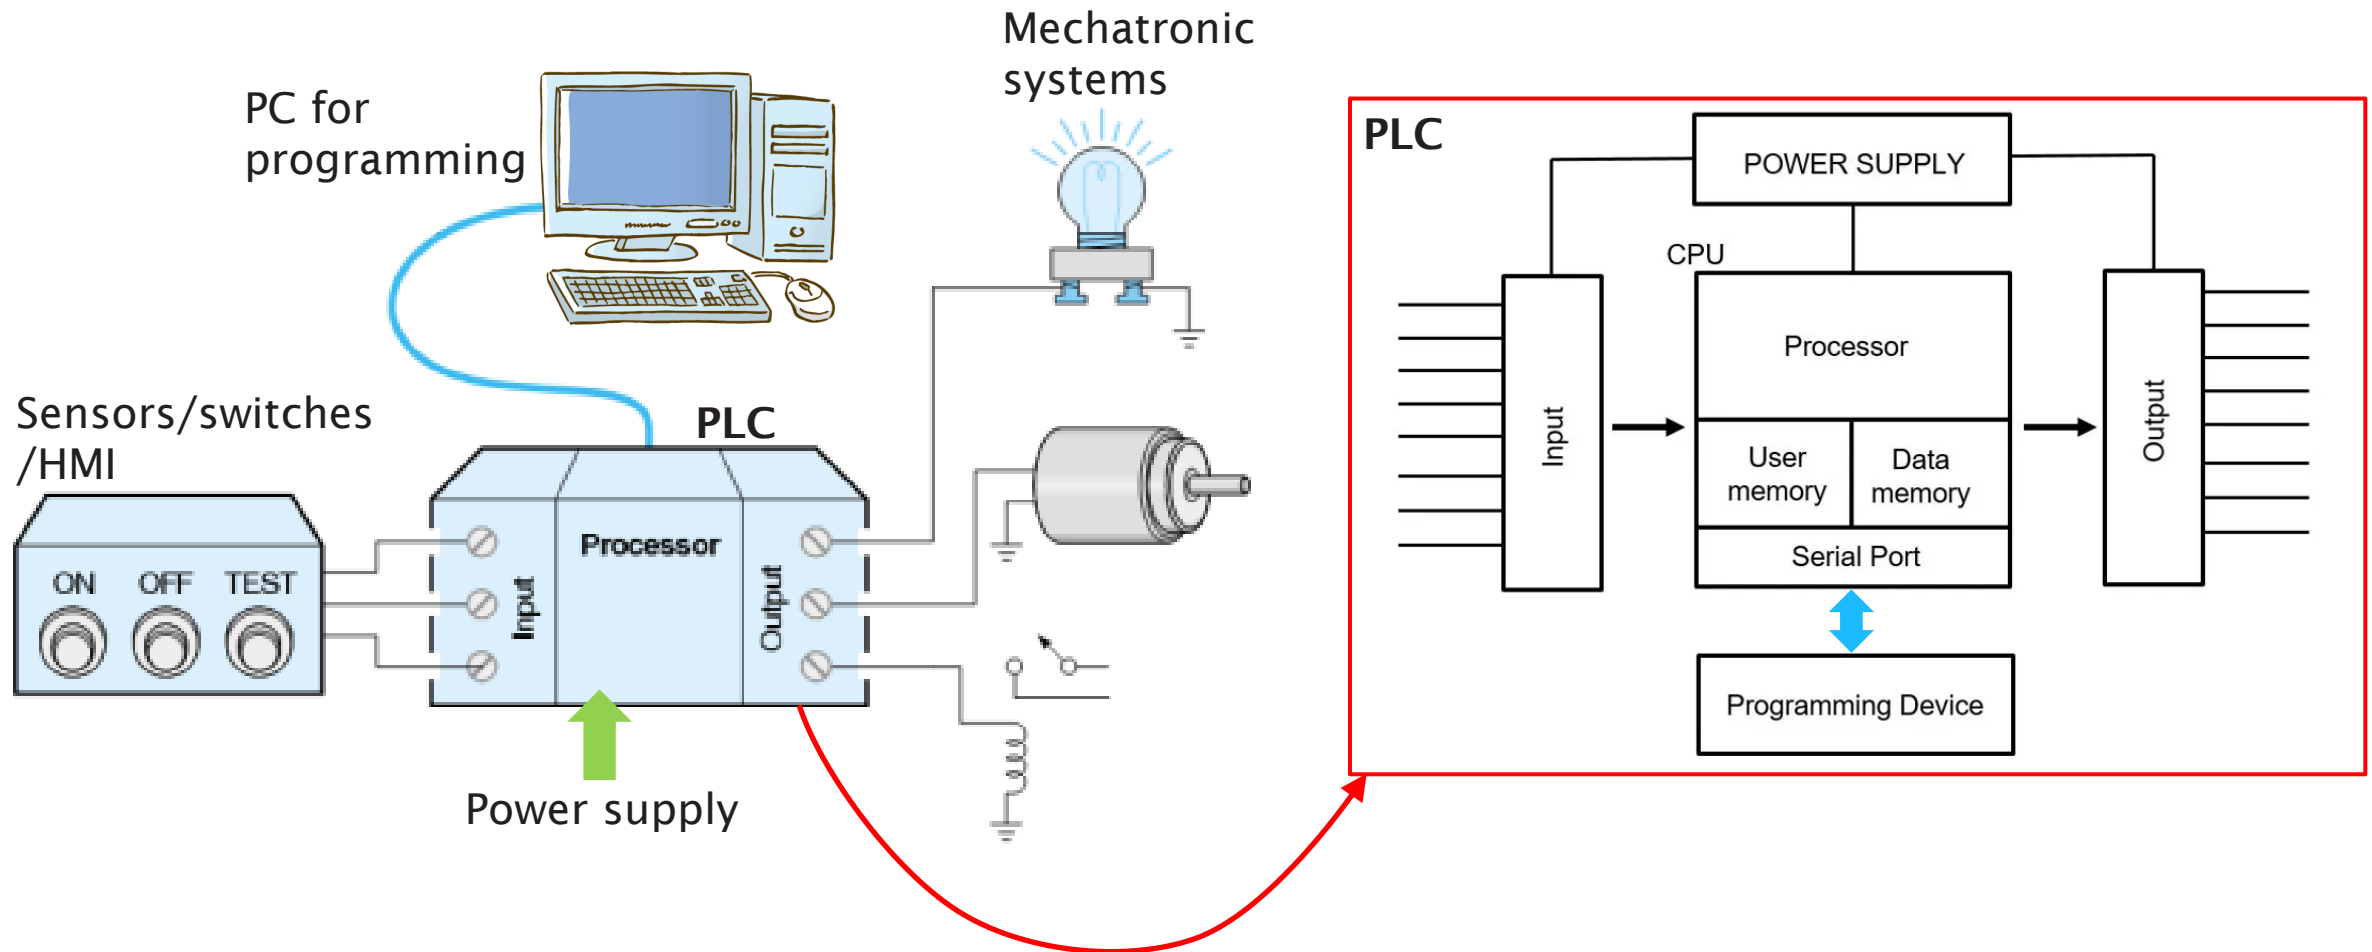 Mechatronic
systems
PC for
programming
Sensors/switches
/HMI
PLC
ON OFF TEST
Input
Processor
Output
Power supply
PLC
POWER SUPPLY
CPU
Input
Processor
User
memory
Data
memory
Serial Port
Output
Programming Device